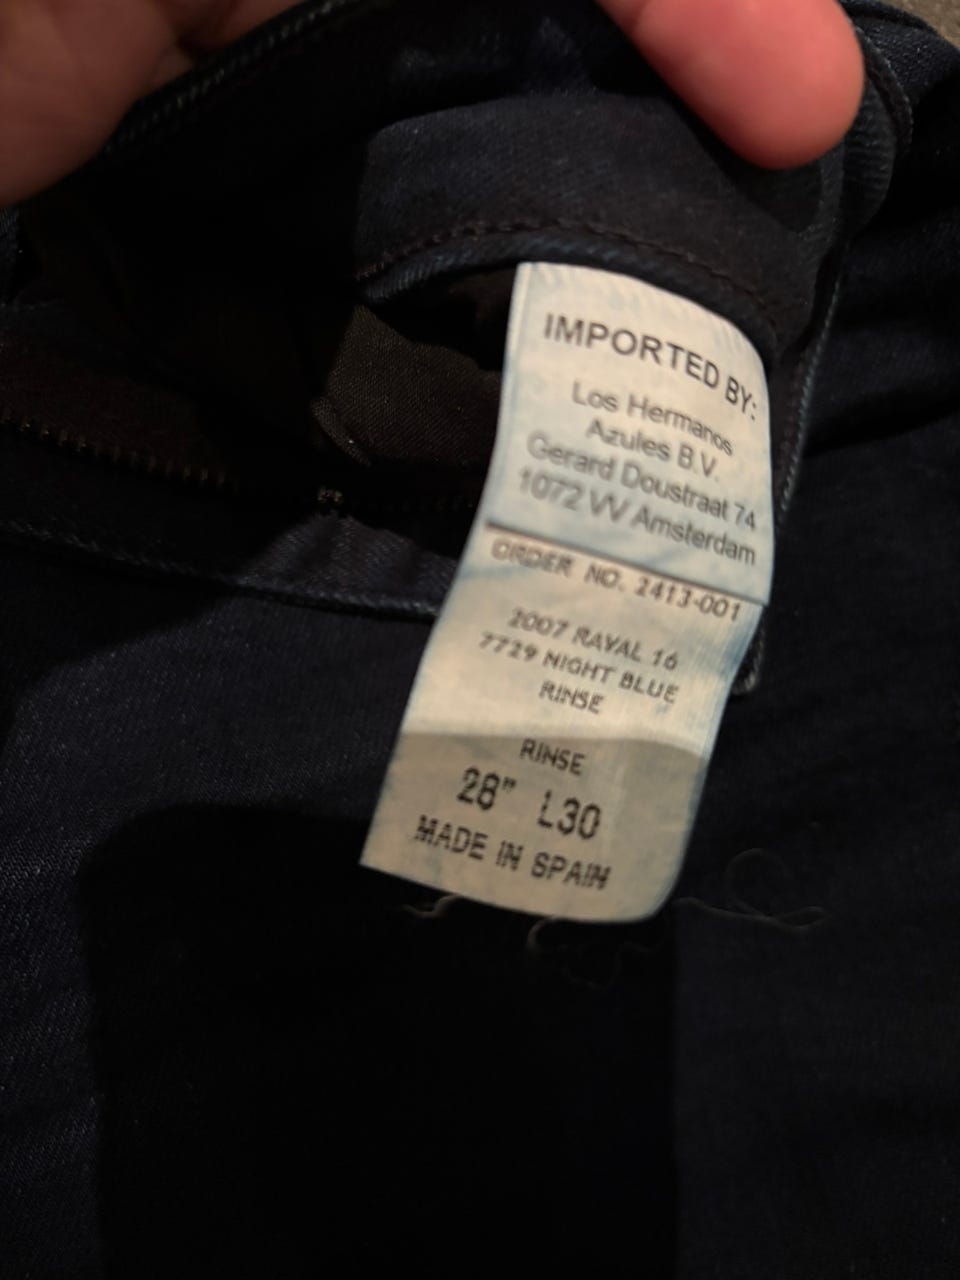 IMPORTED BY:
Los Hermanos
Azules B.V.
Gerard Doustraat 74
1072 VV Amsterdam
ORDER NO. 2413-001
2007 RAVAL 16
7729 NIGHT BLUE
RINSE
RINSE
28" L30
MADE IN SPAIN